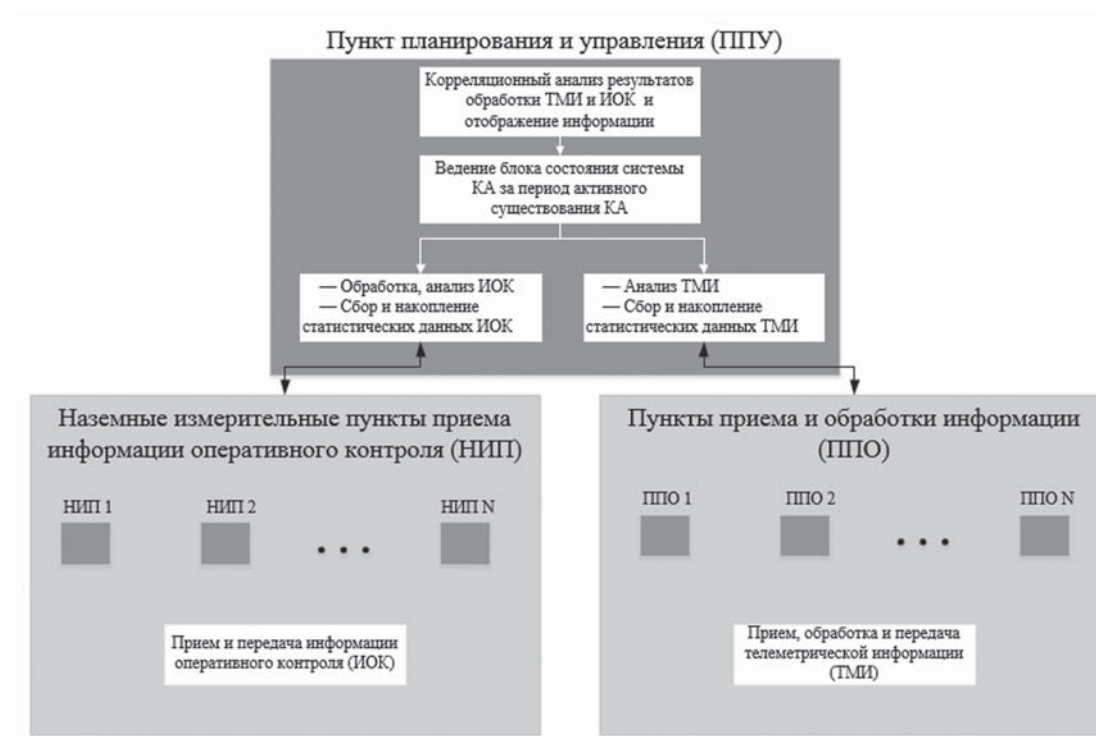 Пункт планирования и управления (ППУ)
Корреляционный анализ результатов
обработки ТМИ и ИОК и
отображение информации
Ведение блока состояния системы
КА за период активного
существования КА
— Обработка, анализ ИОК
— Сбор и накопление
статистических данных ИОК
— Анализ ТМИ
— Сбор и накопление
статистических данных ТМИ
Наземные измерительные пункты приема
информации оперативного контроля (НИП)
НИП 1
НИП 2
НИП N
Прием и передача информации
оперативного контроля (ИОК)
Пункты приема и обработки информации
(ППО)
ППО 1
ППО 2
ППО N
Прием, обработка и передача
телеметрической информации
(ТМИ)